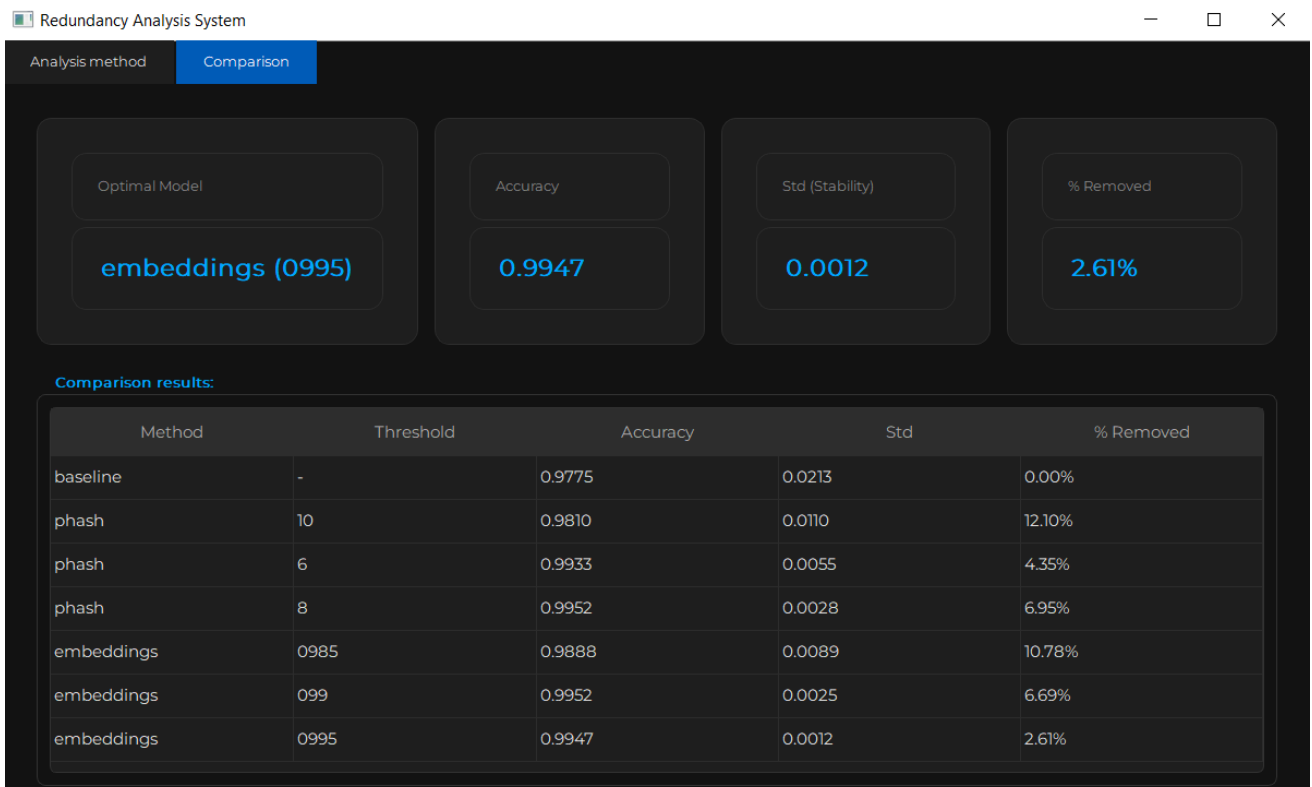 Redundancy Analysis System
Analysis method Comparison
Optimal Model Accuracy Std (Stability) % Removed
embeddings (0995) 0.9947 0.0012 2.61%
Comparison results:
Method Threshold Accuracy Std % Removed
baseline - 0.9775 0.0213 0.00%
phash 10 0.9810 0.0110 12.10%
phash 6 0.9933 0.0055 4.35%
phash 8 0.9952 0.0028 6.95%
embeddings 0985 0.9888 0.0089 10.78%
embeddings 099 0.9952 0.0025 6.69%
embeddings 0995 0.9947 0.0012 2.61%